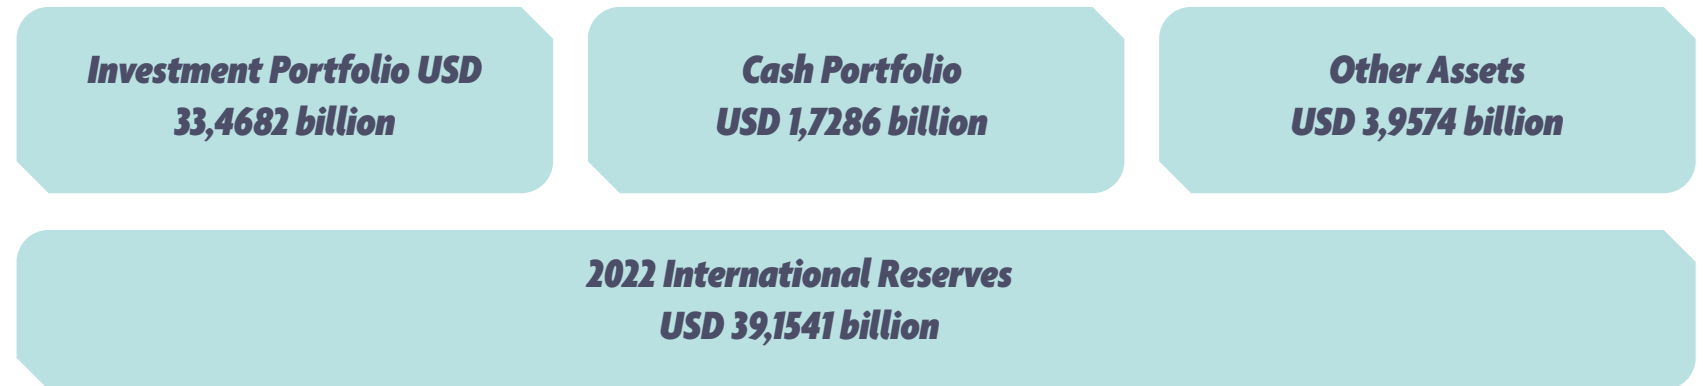 Investment Portfolio USD
33,4682 billion
Cash Portfolio
USD 1,7286 billion
Other Assets
USD 3,9574 billion
2022 International Reserves
USD 39,1541 billion